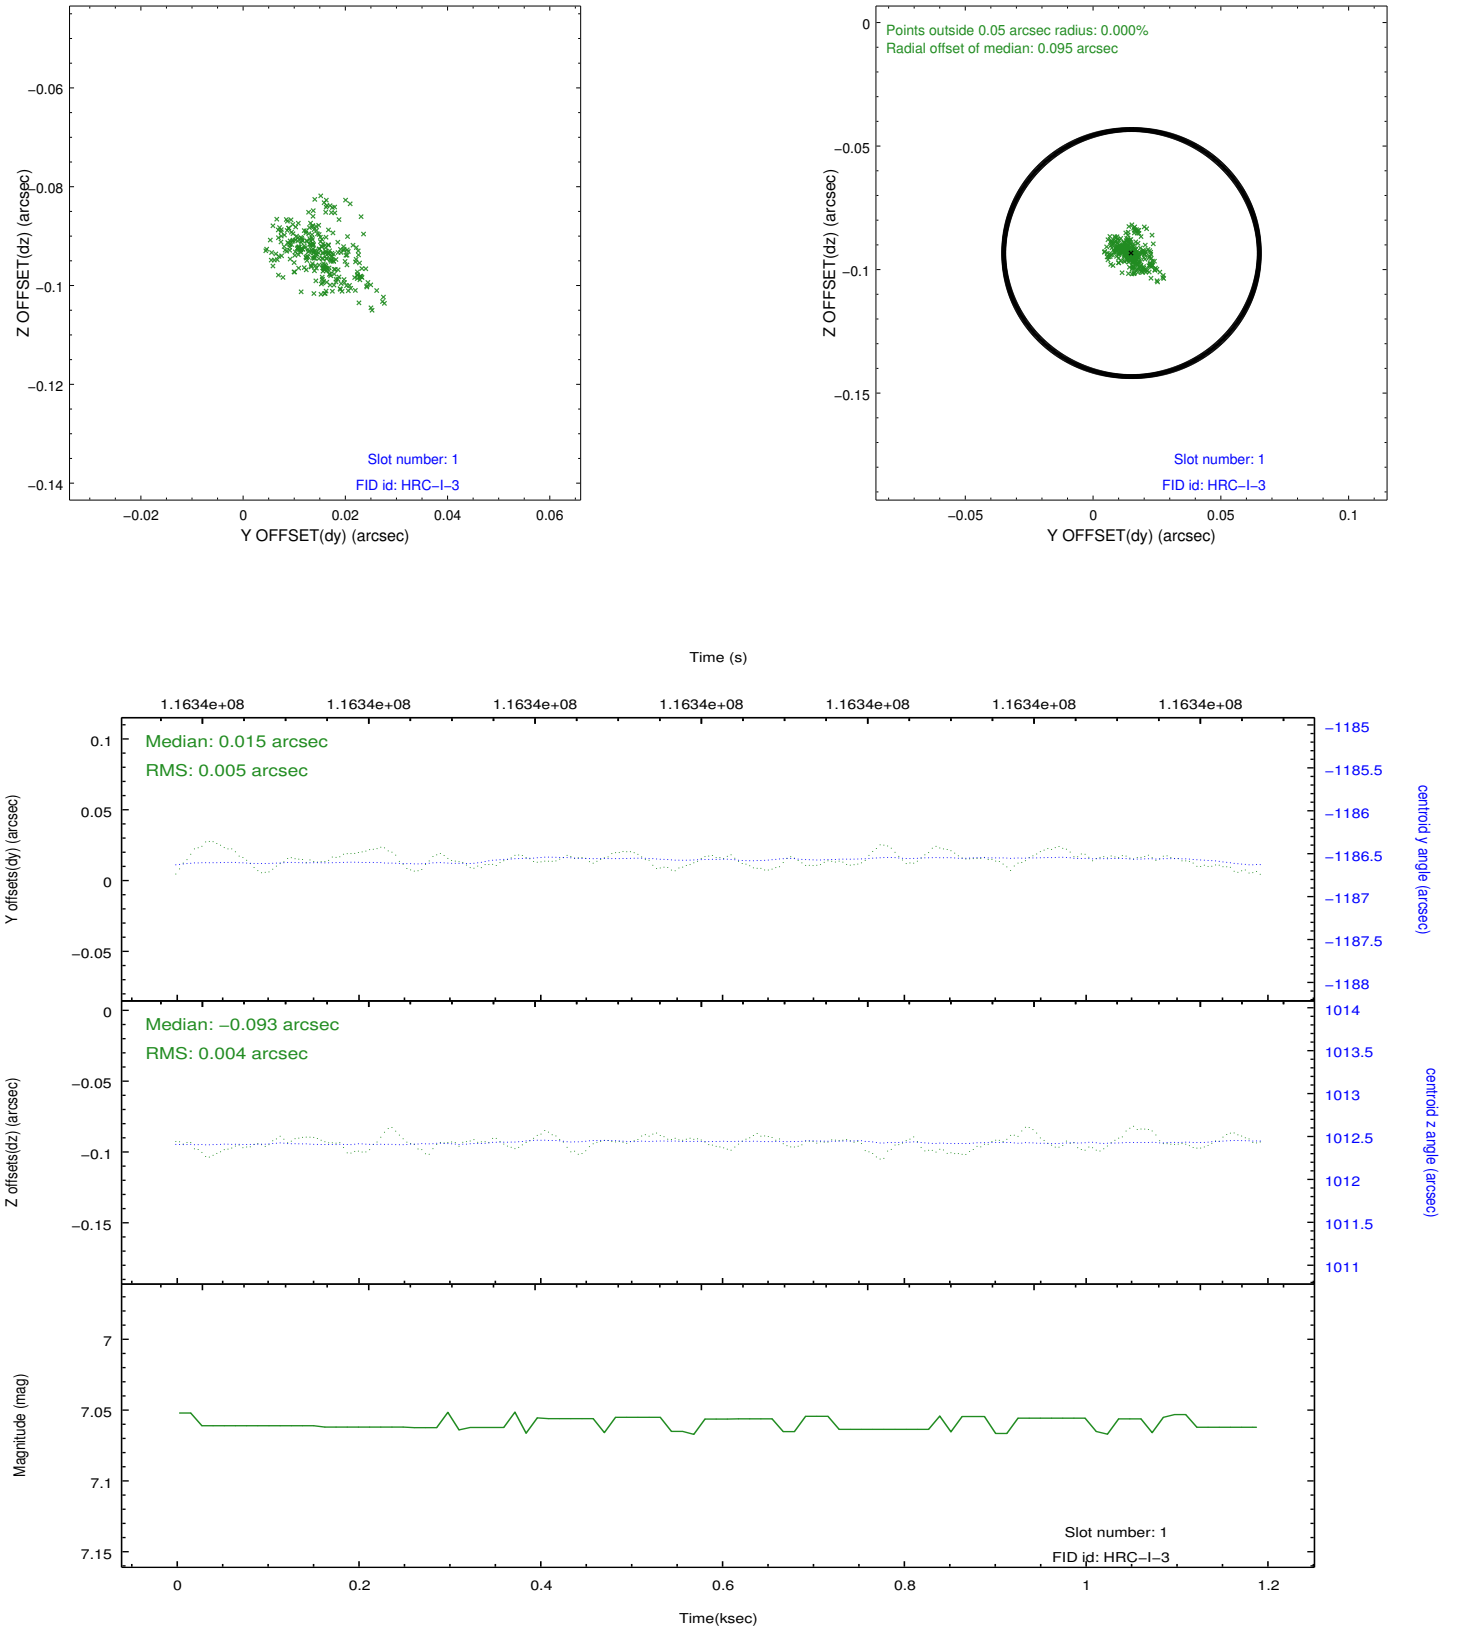 −0.06
−0.08
−0.1
−0.12
−0.14
Z OFFSET(dz) (arcsec)
Slot number: 1
FID id: HRC−I−3
−0.02
0
0.02
0.04
0.06
Y OFFSET(dy) (arcsec)
Points outside 0.05 arcsec radius: 0.000%
Radial offset of median: 0.095 arcsec
0
−0.05
−0.1
−0.15
Z OFFSET(dz) (arcsec)
Slot number: 1
FID id: HRC−I−3
−0.05
0
0.05
0.1
Y OFFSET(dy) (arcsec)
Time (s)
1.1634e+08
1.1634e+08
1.1634e+08
1.1634e+08
1.1634e+08
1.1634e+08
1.1634e+08
Median: 0.015 arcsec
RMS: 0.005 arcsec
0.1
0.05
0
−0.05
Y offsets(dy) (arcsec)
−1185
−1185.5
−1186
−1186.5
−1187
−1187.5
−1188
centroid y angle (arcsec)
Median: −0.093 arcsec
RMS: 0.004 arcsec
0
−0.05
−0.1
−0.15
Z offsets(dz) (arcsec)
1014
1013.5
1013
1012.5
1012
1011.5
1011
centroid z angle (arcsec)
7
7.05
7.1
7.15
Magnitude (mag)
Slot number: 1
FID id: HRC−I−3
0
0.2
0.4
0.6
0.8
1
1.2
Time(ksec)